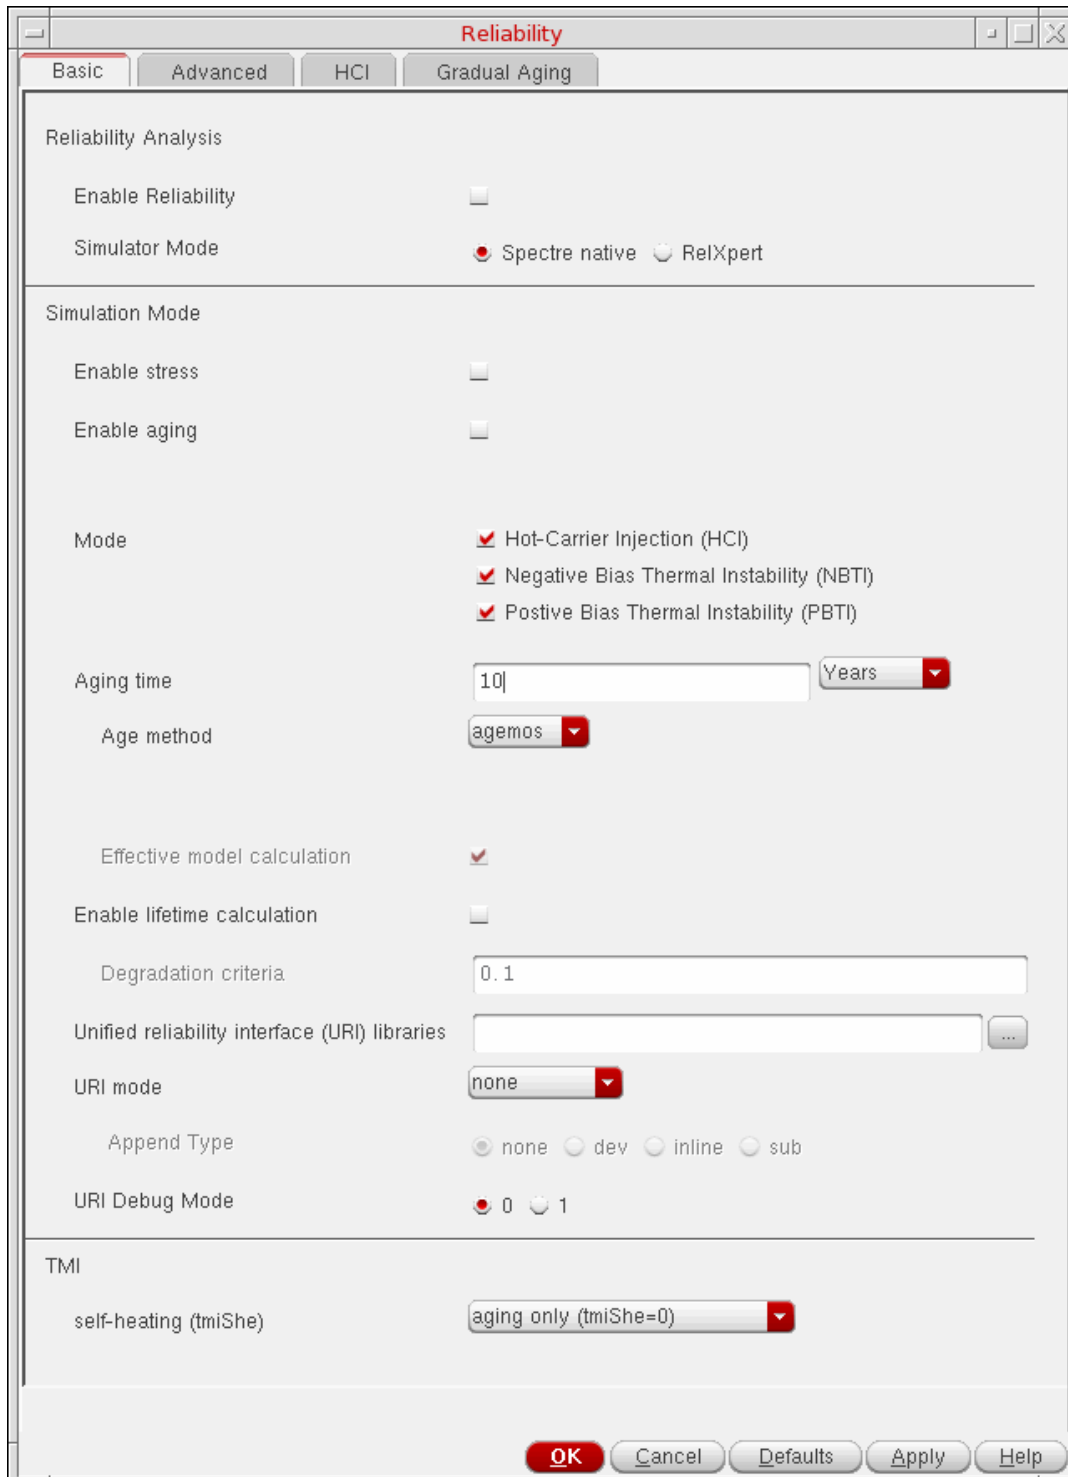 Reliability
Basic Advanced HCI Gradual Aging
Reliability Analysis
Enable Reliability
Simulator Mode Spectre native RelXpert
Simulation Mode
Enable stress
Enable aging
Mode Hot-Carrier Injection (HCI)
Negative Bias Thermal Instability (NBTI)
Postive Bias Thermal Instability (PBTI)
Aging time 10 Years
Age method agemos
Effective model calculation
Enable lifetime calculation
Degradation criteria 0.1
Unified reliability interface (URI) libraries ...
URI mode none
Append Type none dev inline sub
URI Debug Mode 0 1
TMI
self-heating (tmiShe) aging only (tmiShe=0)
OK Cancel Defaults Apply Help